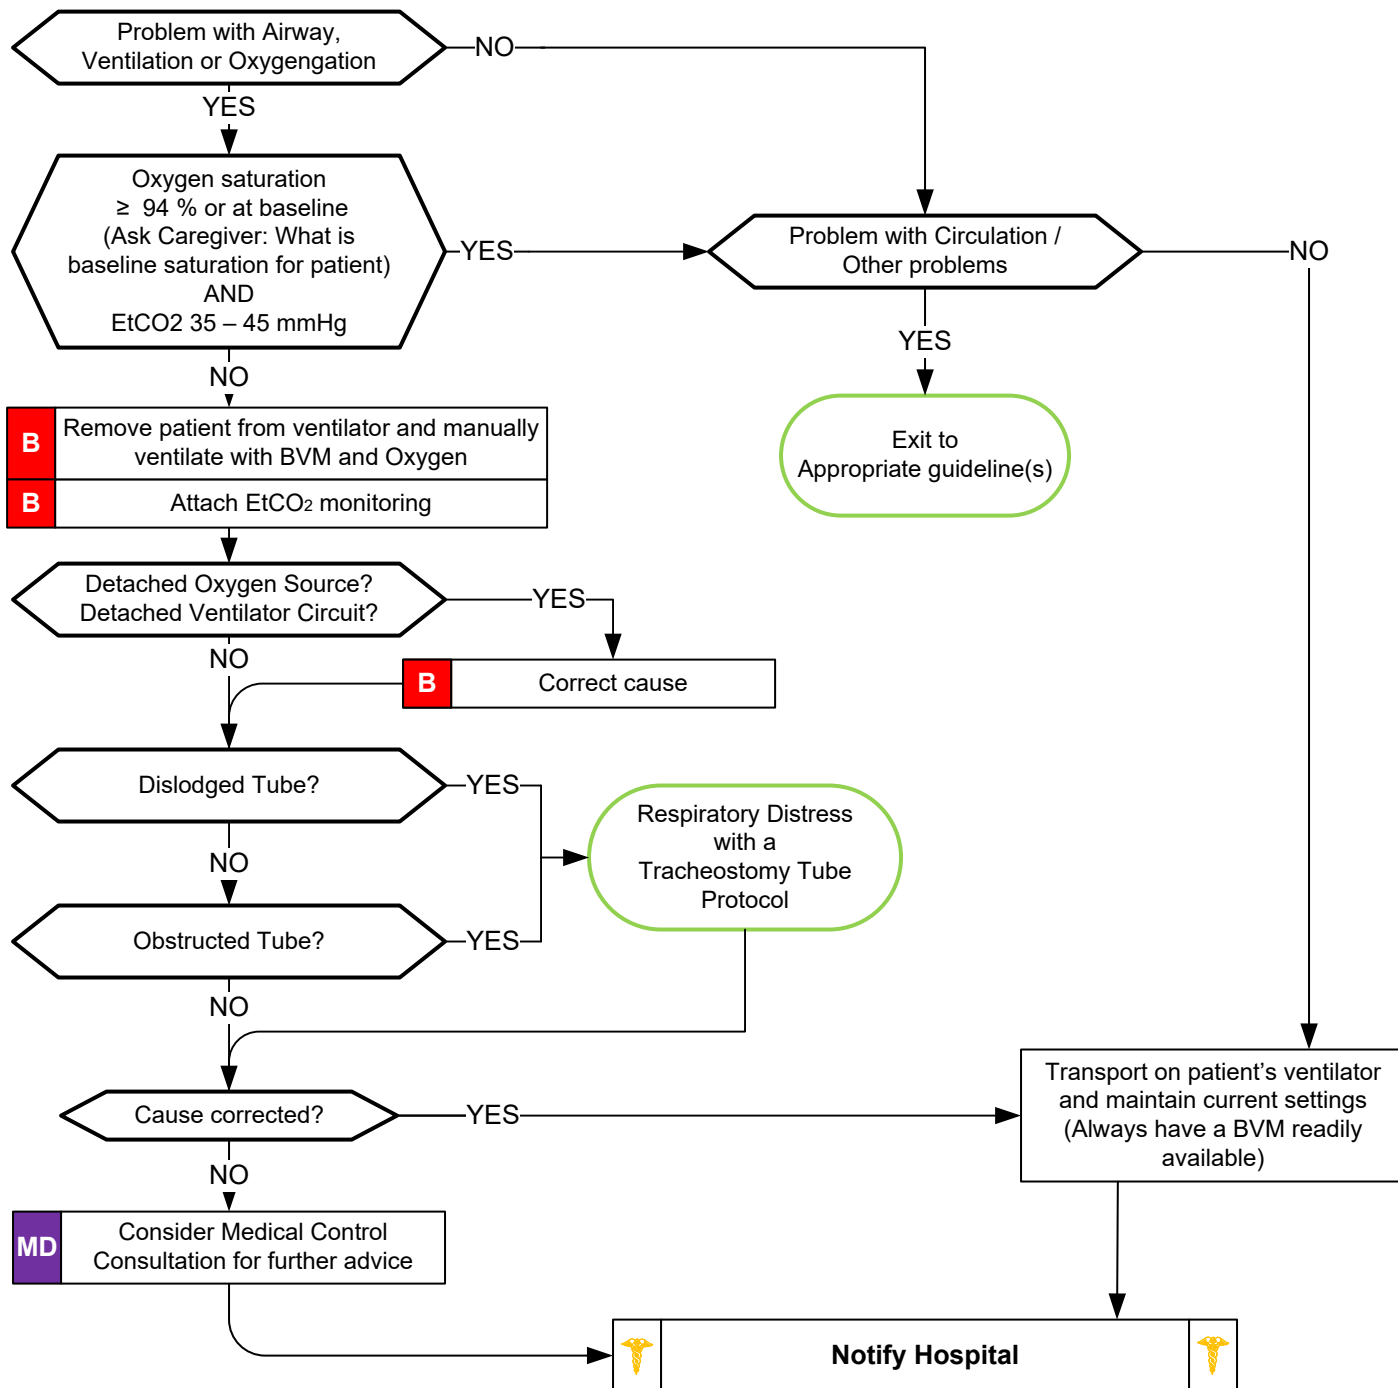 Problem with Airway,
Ventilation or Oxygengation
NO
YES
Oxygen saturation
≥ 94 % or at baseline
(Ask Caregiver: What is
baseline saturation for patient)
AND
EtCO2 35 – 45 mmHg
YES
Problem with Circulation /
Other problems
NO
YES
Exit to
Appropriate guideline(s)
NO
B
Remove patient from ventilator and manually
ventilate with BVM and Oxygen
B
Attach EtCO2 monitoring
Detached Oxygen Source?
Detached Ventilator Circuit?
YES
NO
B
Correct cause
Dislodged Tube?
YES
Respiratory Distress
with a
Tracheostomy Tube
Protocol
NO
Obstructed Tube?
YES
NO
Cause corrected?
YES
Transport on patient’s ventilator
and maintain current settings
(Always have a BVM readily
available)
NO
MD
Consider Medical Control
Consultation for further advice
Notify Hospital